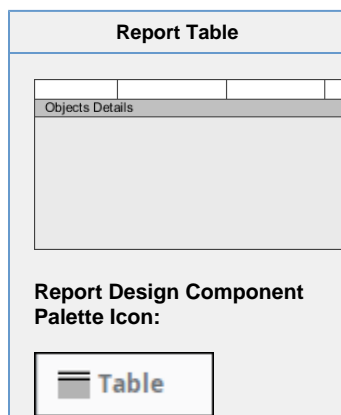 Report Table
Objects Details
Report Design Component
Palette Icon:
Table